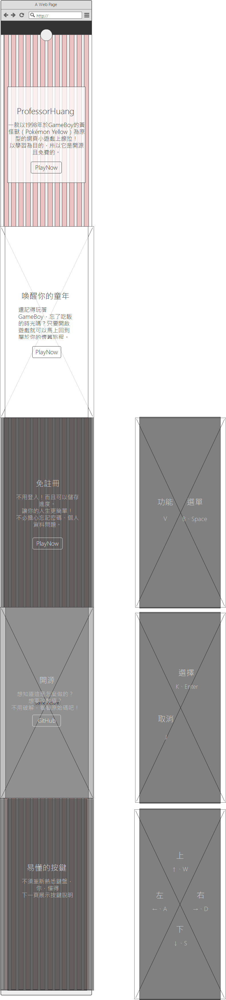 A Web Page
http://
ProfessorHuang
一款以1998年於GameBoy的黃
怪獸（Pokémon Yellow）為原
型的網頁小遊戲上線拉！
以學習為目的，所以它是開源
且免費的。
PlayNow
喚醒你的童年
還記得玩著
GameBoy，忘了吃飯
的時光嗎？只要開啟
遊戲就可以馬上回到
屬於你的懷舊旅程。
PlayNow
免註冊
不用登入！而且可以儲存
進度。
讓你的人生更簡單！
不必擔心忘記密碼、個人
資料問題。
PlayNow
功能
選單
V
B、Space
開源
想知道這是怎麼做的？
想要改數值？
Game Picture
不用破解，看看原始碼吧！
GitHub
選擇
K、Enter
取消
J
易懂的按鍵
不須重新熟悉鍵盤，
你，懂得
下一頁展示按鍵說明
上
↑、W
左
右
←、A
→、D
下
↓、S